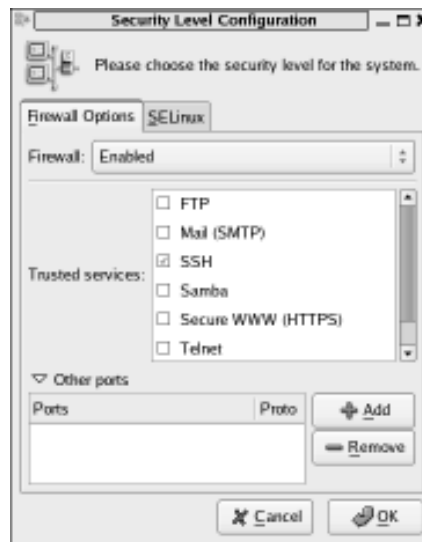 Security Level Configuration
Please choose the security level for the system.
Firewall Options
SELinux
Firewall: Enabled
Trusted services:
FTP
Mail (SMTP)
SSH
Samba
Secure WWW (HTTPS)
Telnet
Other ports
Ports Proto
Add
Remove
Cancel
OK